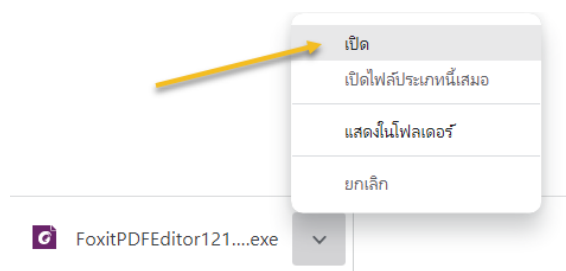 เปิด
เปิดไฟล์ประเภทนี้เสมอ
แสดงในโฟลเดอร์
ยกเลิก
FoxitPDFEditor121....exe